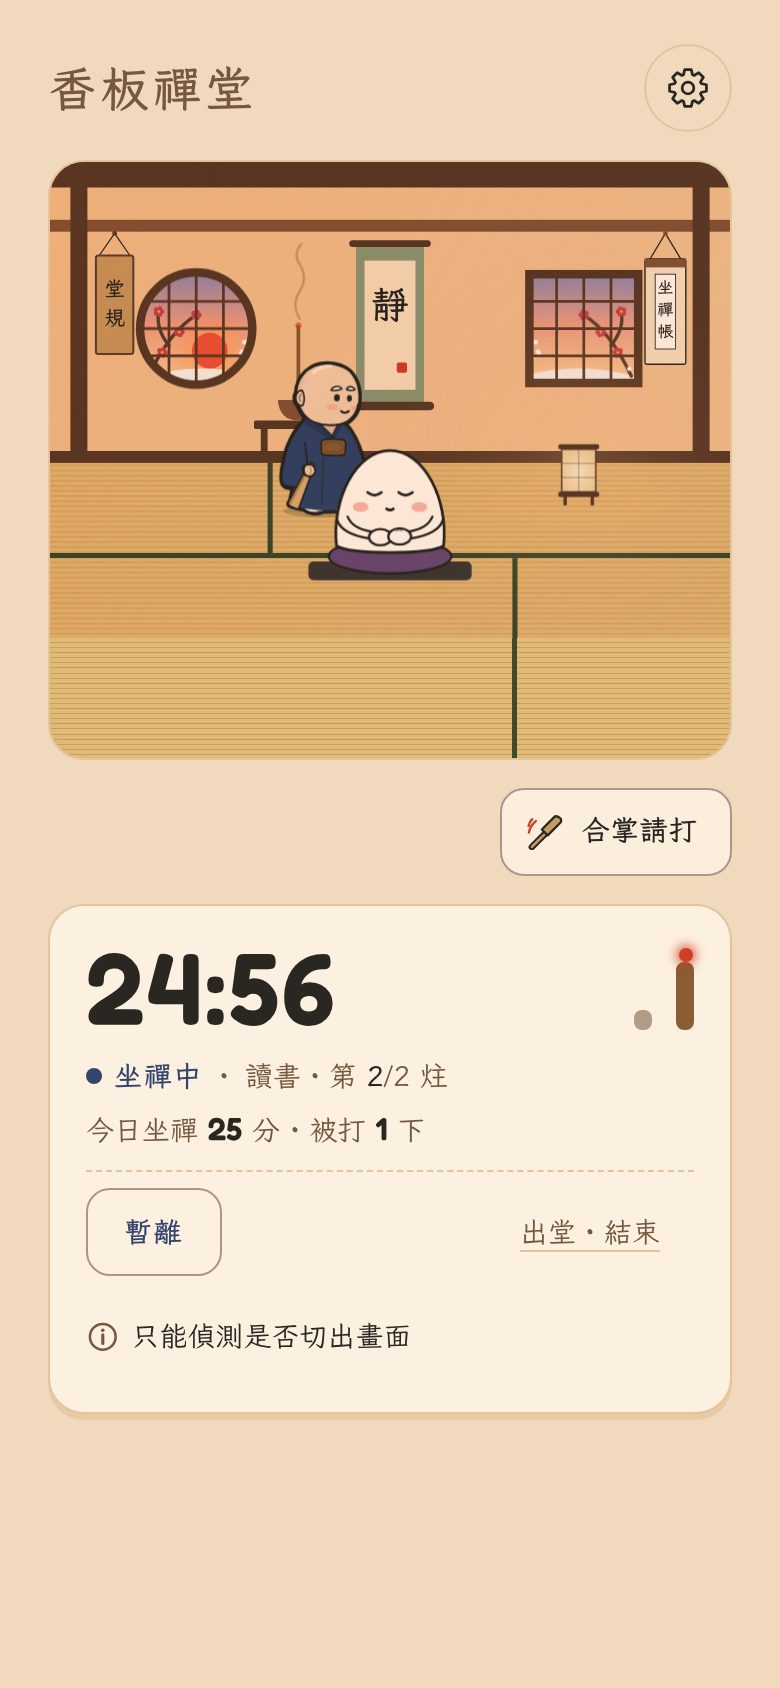 香板禪堂
堂規
靜
坐禪帳
合掌請打
24:56
坐禪中 · 讀書 · 第 2/2 炷
今日坐禪 25 分 · 被打 1 下
暫離
出堂 · 結束
只能偵測是否切出畫面